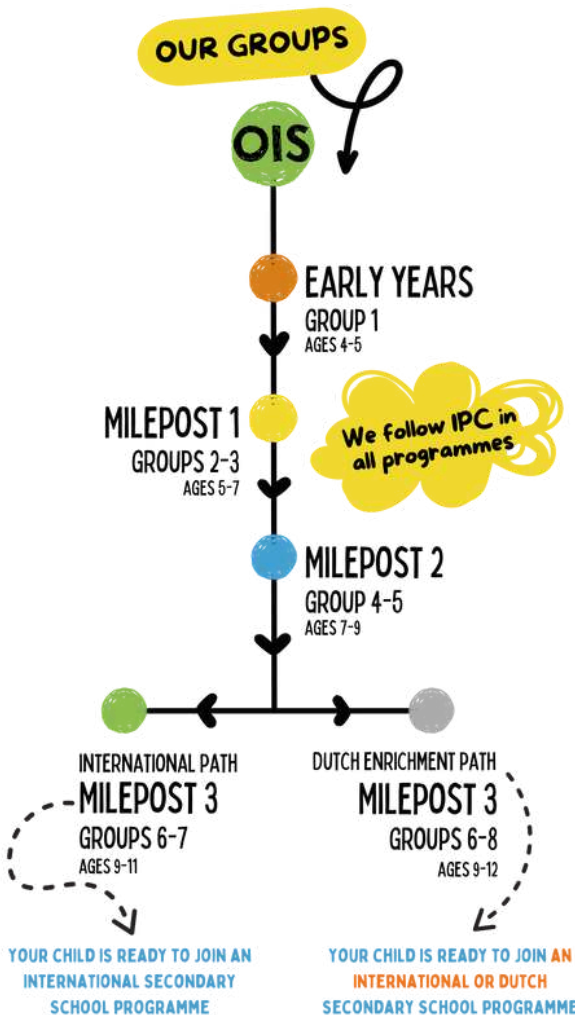 OUR GROUPS
OIS
EARLY YEARS
GROUP 1
AGES 4-5
MILEPOST 1
GROUPS 2-3
AGES 5-7
We follow IPC in
all programmes
MILEPOST 2
GROUP 4-5
AGES 7-9
INTERNATIONAL PATH
MILEPOST 3
GROUPS 6-7
AGES 9-11
DUTCH ENRICHMENT PATH
MILEPOST 3
GROUPS 6-8
AGES 9-12
YOUR CHILD IS READY TO JOIN AN
INTERNATIONAL SECONDARY
SCHOOL PROGRAMME
YOUR CHILD IS READY TO JOIN AN
INTERNATIONAL OR DUTCH
SECONDARY SCHOOL PROGRAMME